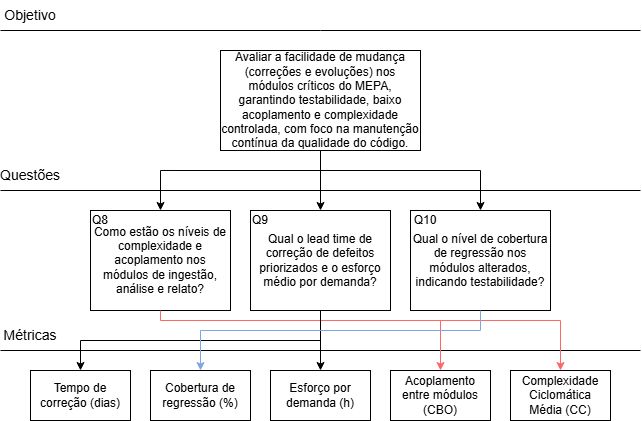 Objetivo
Avaliar a facilidade de mudança
(correções e evoluções) nos
módulos críticos do MEPA,
garantindo testabilidade, baixo
acoplamento e complexidade
controlada, com foco na manutenção
contínua da qualidade do código.
Questões
Q8
Como estão os níveis de
complexidade e
acoplamento nos
módulos de ingestão,
análise e relato?
Q9
Qual o lead time de
correção de defeitos
priorizados e o esforço
médio por demanda?
Q10
Qual o nível de cobertura
de regressão nos
módulos alterados,
indicando testabilidade?
Métricas
Tempo de
correção (dias)
Cobertura de
regressão (%)
Esforço por
demanda (h)
Acoplamento
entre módulos
(CBO)
Complexidade
Ciclomática
Média (CC)